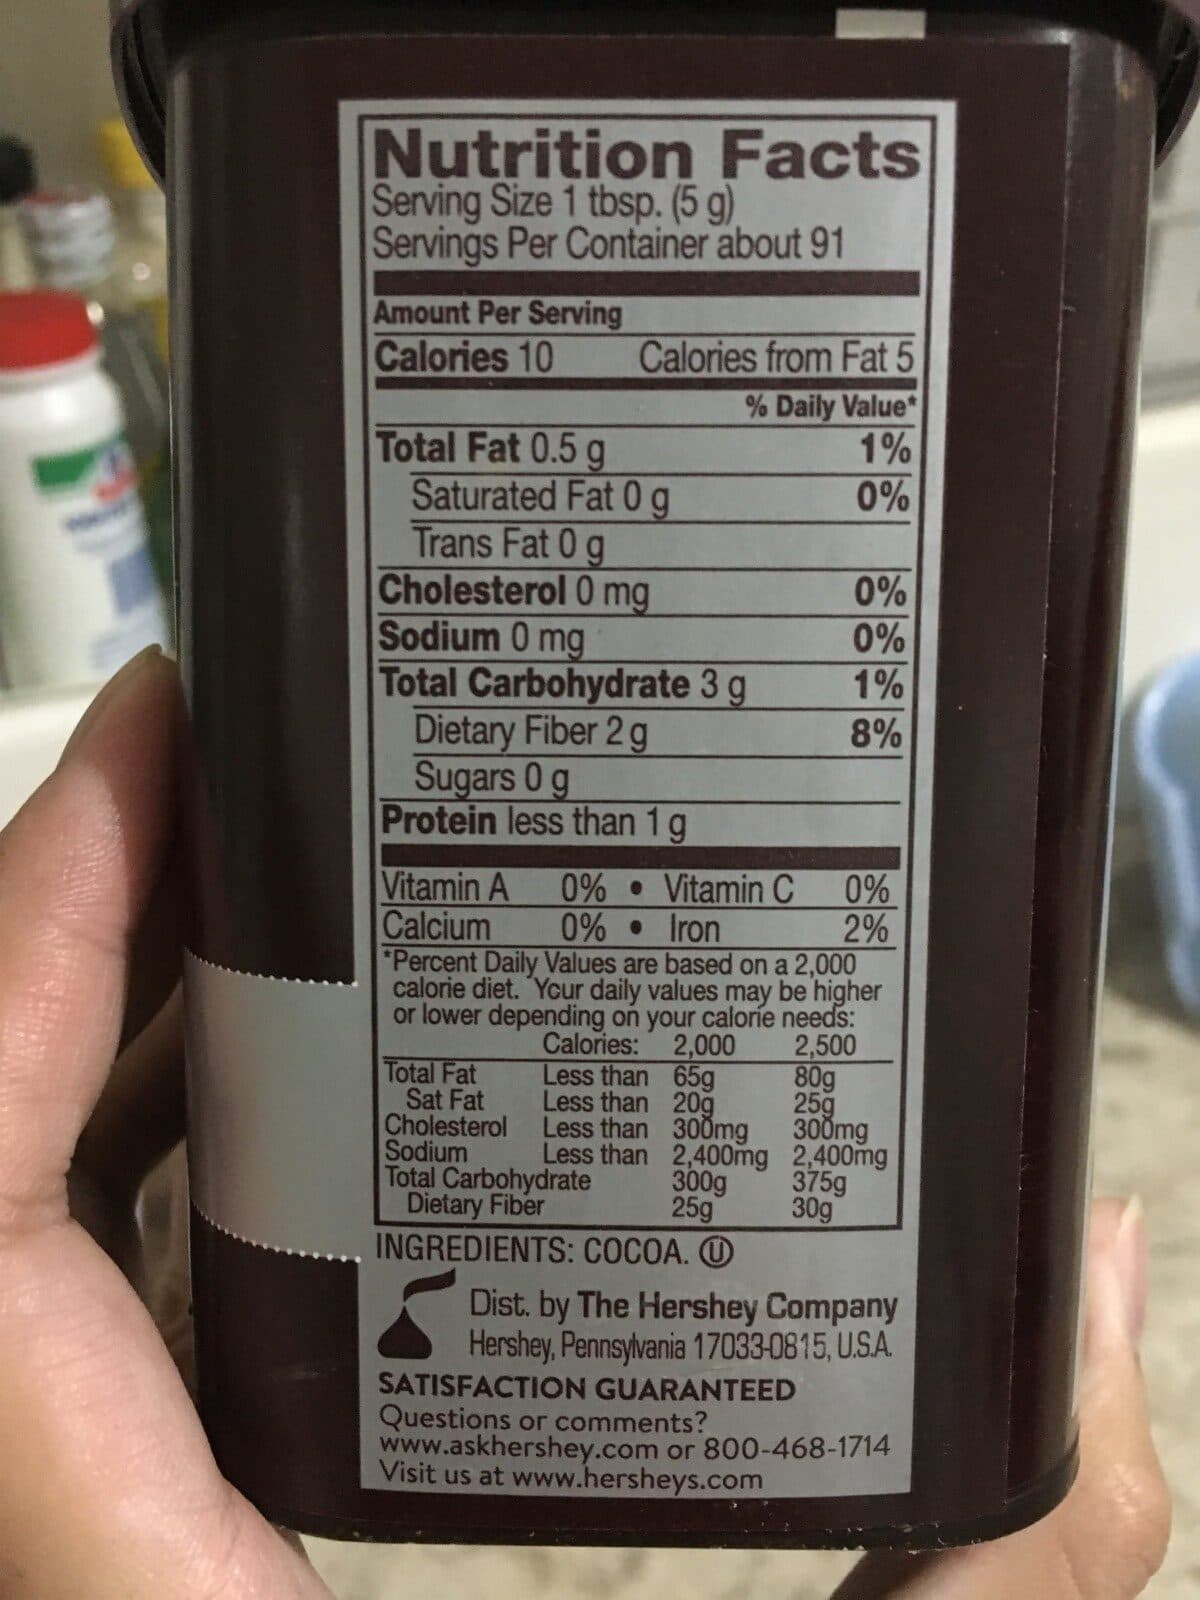 Nutrition Facts
Serving Size 1 tbsp. (5 g)
Servings Per Container about 91
Amount Per Serving
Calories 10 Calories from Fat 5
% Daily Value*
Total Fat 0.5 g 1%
Saturated Fat 0 g 0%
Trans Fat 0 g
Cholesterol 0 mg 0%
Sodium 0 mg 0%
Total Carbohydrate 3 g 1%
Dietary Fiber 2 g 8%
Sugars 0 g
Protein less than 1 g
Vitamin A 0% • Vitamin C 0%
Calcium 0% • Iron 2%
*Percent Daily Values are based on a 2,000
calorie diet. Your daily values may be higher
or lower depending on your calorie needs:
Calories: 2,000 2,500
Total Fat Less than 65g 80g
Sat Fat Less than 20g 25g
Cholesterol Less than 300mg 300mg
Sodium Less than 2,400mg 2,400mg
Total Carbohydrate 300g 375g
Dietary Fiber 25g 30g
INGREDIENTS: COCOA. Ⓤ
Dist. by The Hershey Company
Hershey, Pennsylvania 17033-0815, U.S.A.
SATISFACTION GUARANTEED
Questions or comments?
www.askhershey.com or 800-468-1714
Visit us at www.hersheys.com